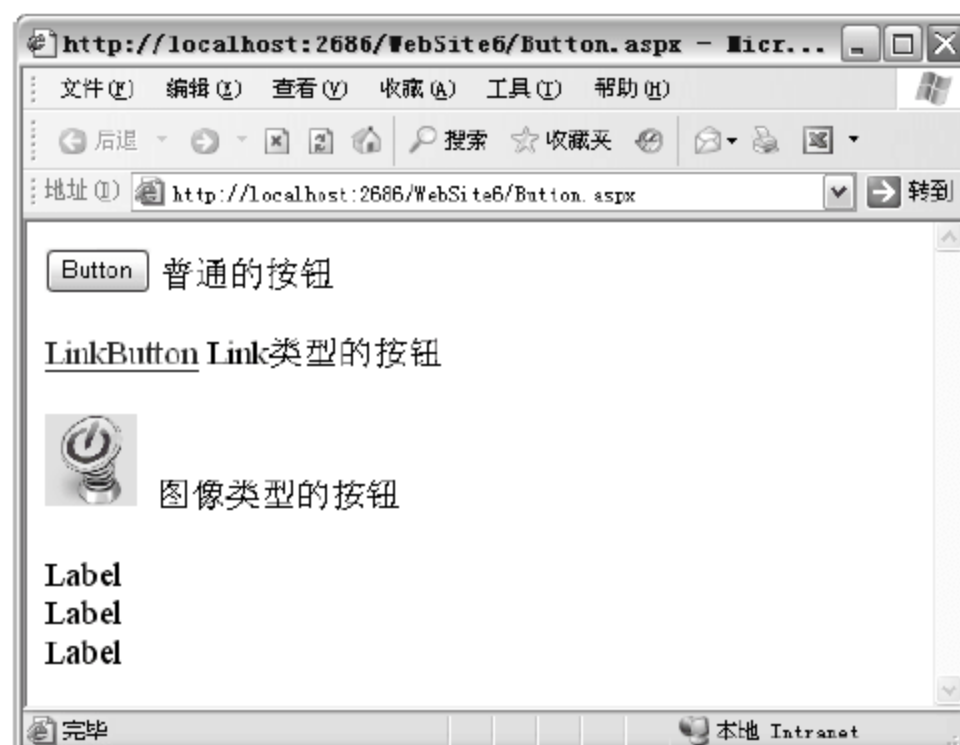 http://localhost:2686/WebSite6/Button.aspx - Micr...
文件(F) 编辑(E) 查看(V) 收藏(A) 工具(T) 帮助(H)
后退 搜索 收藏夹
地址(D) http://localhost:2686/WebSite6/Button.aspx 转到
Button 普通的按钮
LinkButton Link类型的按钮
图像类型的按钮
Label
Label
Label
完毕 本地 Intranet